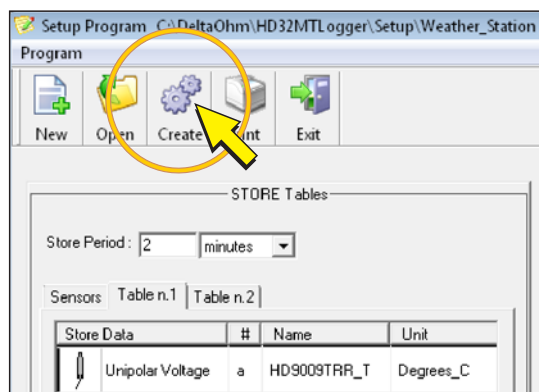 Setup Program C:\DeltaOhm\HD32MTLogger\Setup\Weather_Station
Program
New Open Create Exit
STORE Tables
Store Period : 2 minutes
Sensors Table n.1 Table n.2
Store Data # Name Unit
Unipolar Voltage a HD9009TRR_T Degrees_C